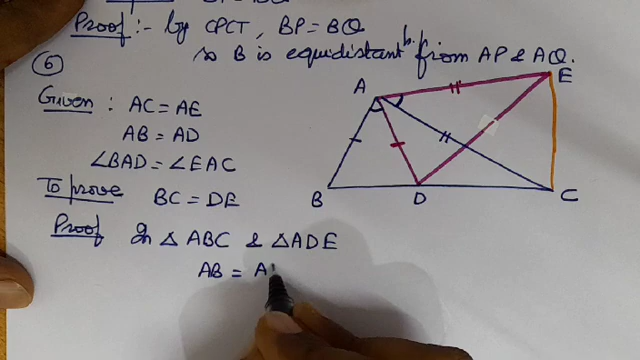 Proof :- by CPCT, BP = BQ
so B is equidistant from AP & AQ.
6
Given : AC = AE
AB = AD
∠BAD = ∠EAC
To prove BC = DE
Proof In △ ABC & △ADE
AB = A
A
E
B
D
C